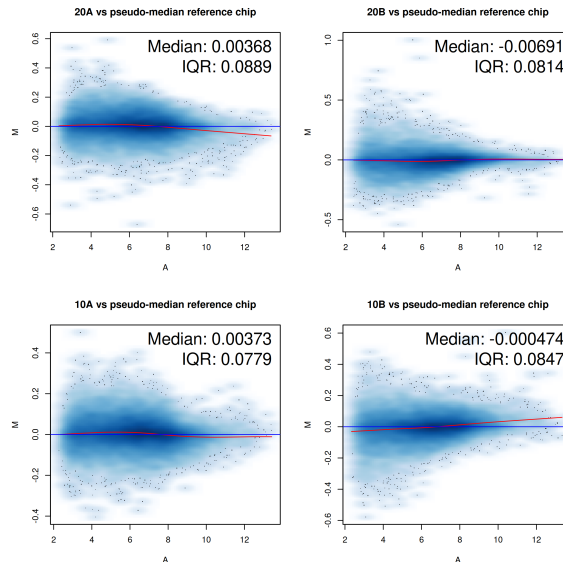 20A vs pseudo-median reference chip
Median: 0.00368
IQR: 0.0889
0.6
0.4
0.2
0.0
-0.2
-0.4
-0.6
M
2 4 6 8 10 12
A
20B vs pseudo-median reference chip
Median: -0.00691
IQR: 0.0814
1.0
0.5
0.0
-0.5
M
2 4 6 8 10 12
A
10A vs pseudo-median reference chip
Median: 0.00373
IQR: 0.0779
0.4
0.2
0.0
-0.2
-0.4
M
2 4 6 8 10 12
A
10B vs pseudo-median reference chip
Median: -0.000474
IQR: 0.0847
0.6
0.4
0.2
0.0
-0.2
-0.4
-0.6
M
2 4 6 8 10 12
A